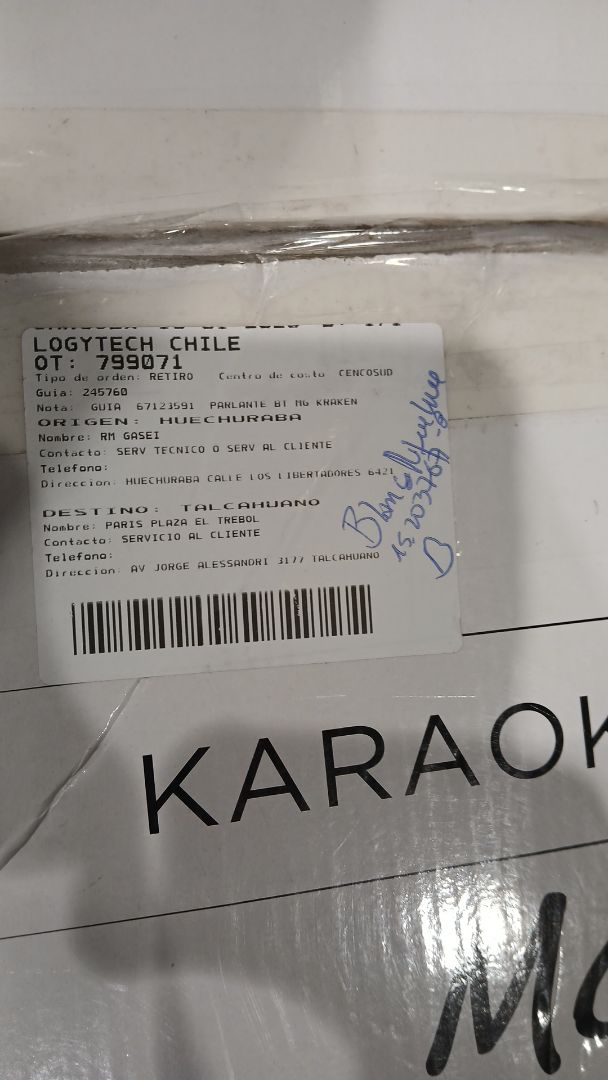 LOGYTECH CHILE
OT: 799071
Tipo de orden: RETIRO Centro de costo CENCOSUD
Guia: 245760
Nota: GUIA 67123591 PARLANTE BT MG KRAKEN
ORIGEN: HUECHURABA
Nombre: RM GASEI
Contacto: SERV TECNICO O SERV AL CLIENTE
Telefono:
Direccion: HUECHURABA CALLE LOS LIBERTADORES 6421
DESTINO: TALCAHUANO
Nombre: PARIS PLAZA EL TREBOL
Contacto: SERVICIO AL CLIENTE
Telefono:
Direccion: AV JORGE ALESSANDRI 3177 TALCAHUANO
KARAOK